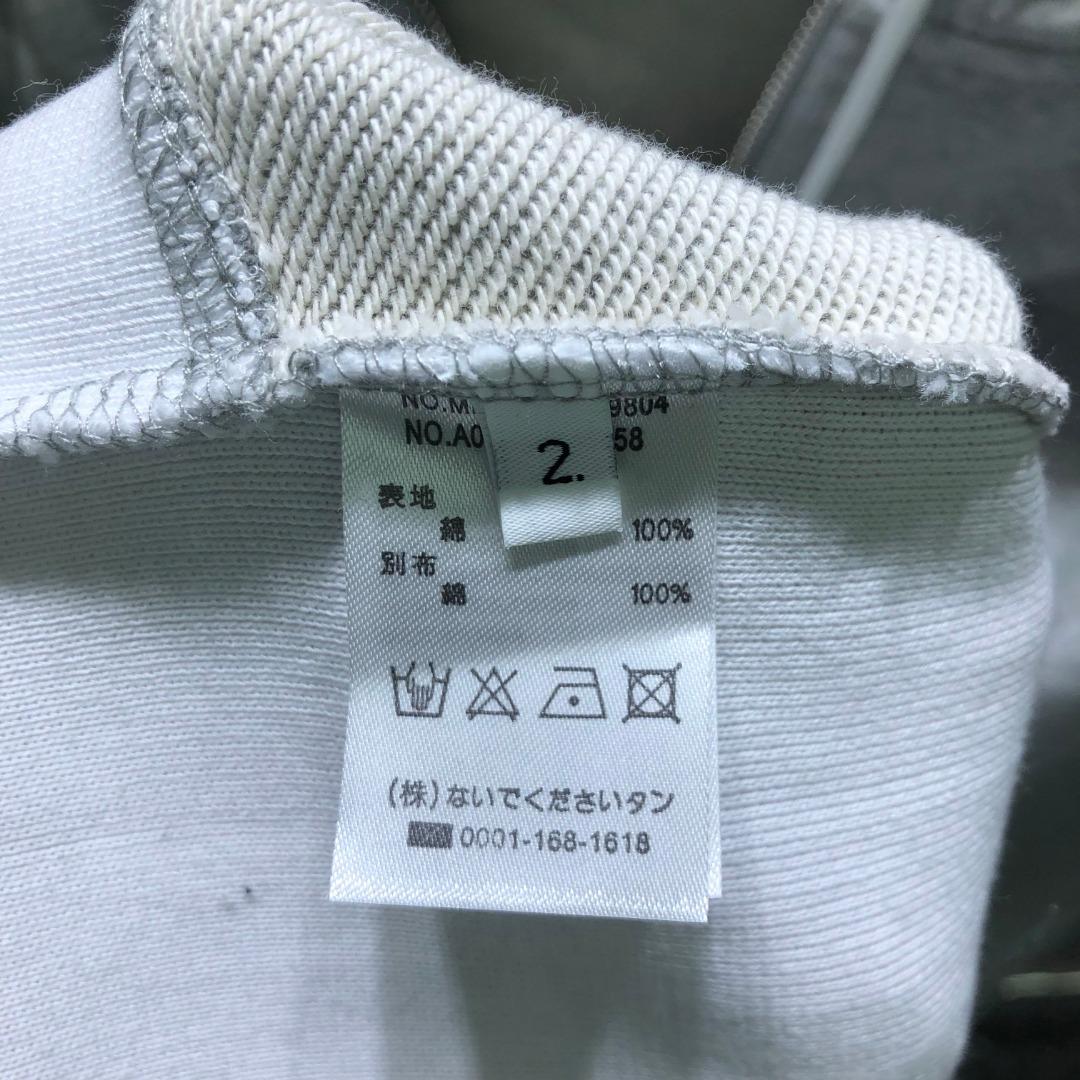 9804
NO.A0 58
2.
表地
綿 100%
別布
綿 100%
(株)ないでくださいタン
0001-168-1618